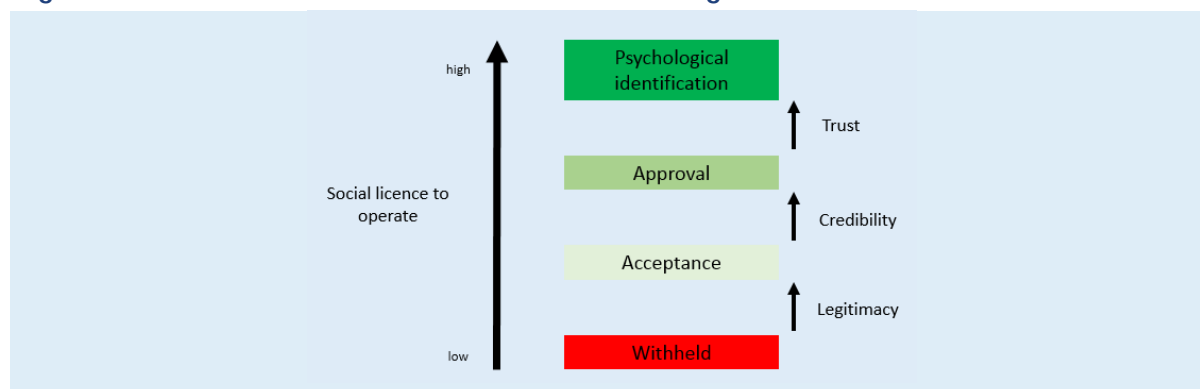 high
Psychological
identification
Trust
Approval
Social licence to
operate
Credibility
Acceptance
Legitimacy
low
Withheld